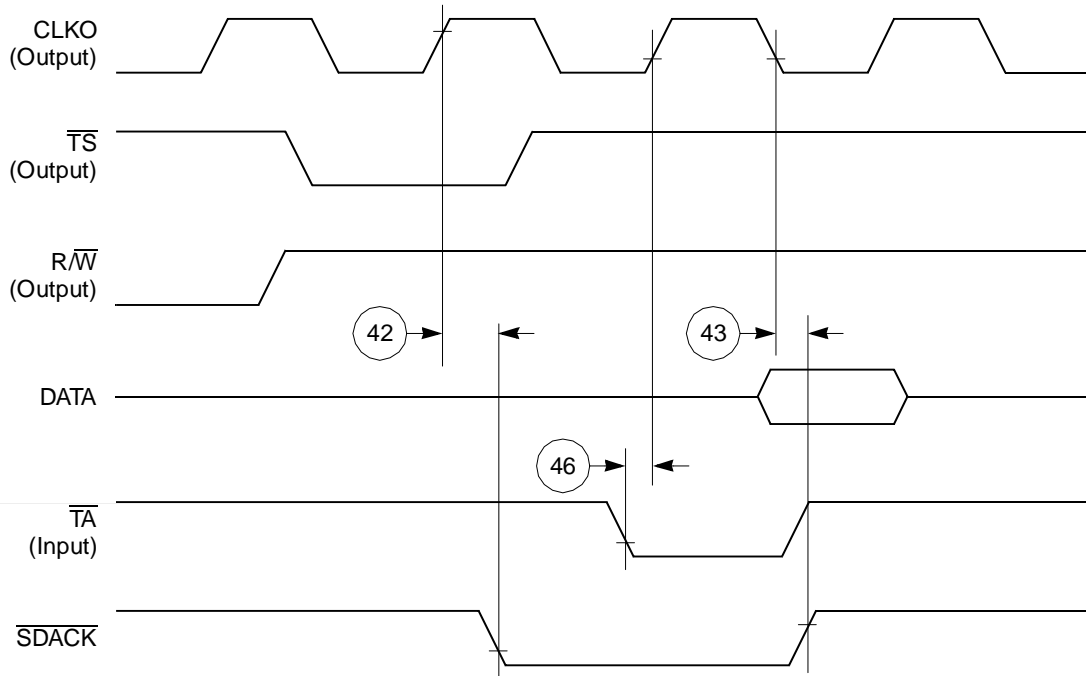 CLKO
(Output)
TS
(Output)
R/W
(Output)
42
43
DATA
46
TA
(Input)
SDACK